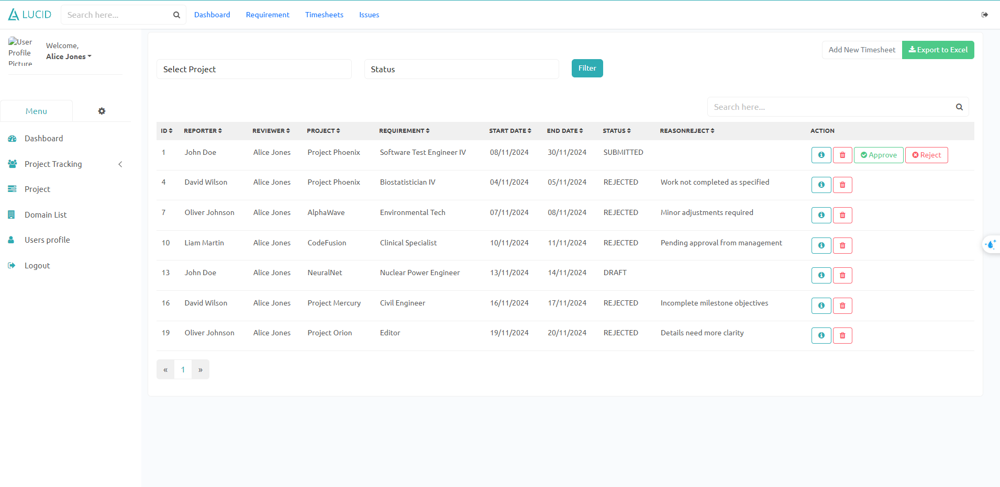 LUCID Search here... Dashboard Requirement Timesheets Issues
User Profile Picture
Welcome,
Alice Jones
Menu
Dashboard
Project Tracking
Project
Domain List
Users profile
Logout
Add New Timesheet Export to Excel
Select Project Status Filter
Search here...
ID REPORTER REVIEWER PROJECT REQUIREMENT START DATE END DATE STATUS REASONREJECT ACTION
1 John Doe Alice Jones Project Phoenix Software Test Engineer IV 08/11/2024 30/11/2024 SUBMITTED Approve Reject
4 David Wilson Alice Jones Project Phoenix Biostatistician IV 04/11/2024 05/11/2024 REJECTED Work not completed as specified
7 Oliver Johnson Alice Jones AlphaWave Environmental Tech 07/11/2024 08/11/2024 REJECTED Minor adjustments required
10 Liam Martin Alice Jones CodeFusion Clinical Specialist 10/11/2024 11/11/2024 REJECTED Pending approval from management
13 John Doe Alice Jones NeuralNet Nuclear Power Engineer 13/11/2024 14/11/2024 DRAFT
16 David Wilson Alice Jones Project Mercury Civil Engineer 16/11/2024 17/11/2024 REJECTED Incomplete milestone objectives
19 Oliver Johnson Alice Jones Project Orion Editor 19/11/2024 20/11/2024 REJECTED Details need more clarity
« 1 »